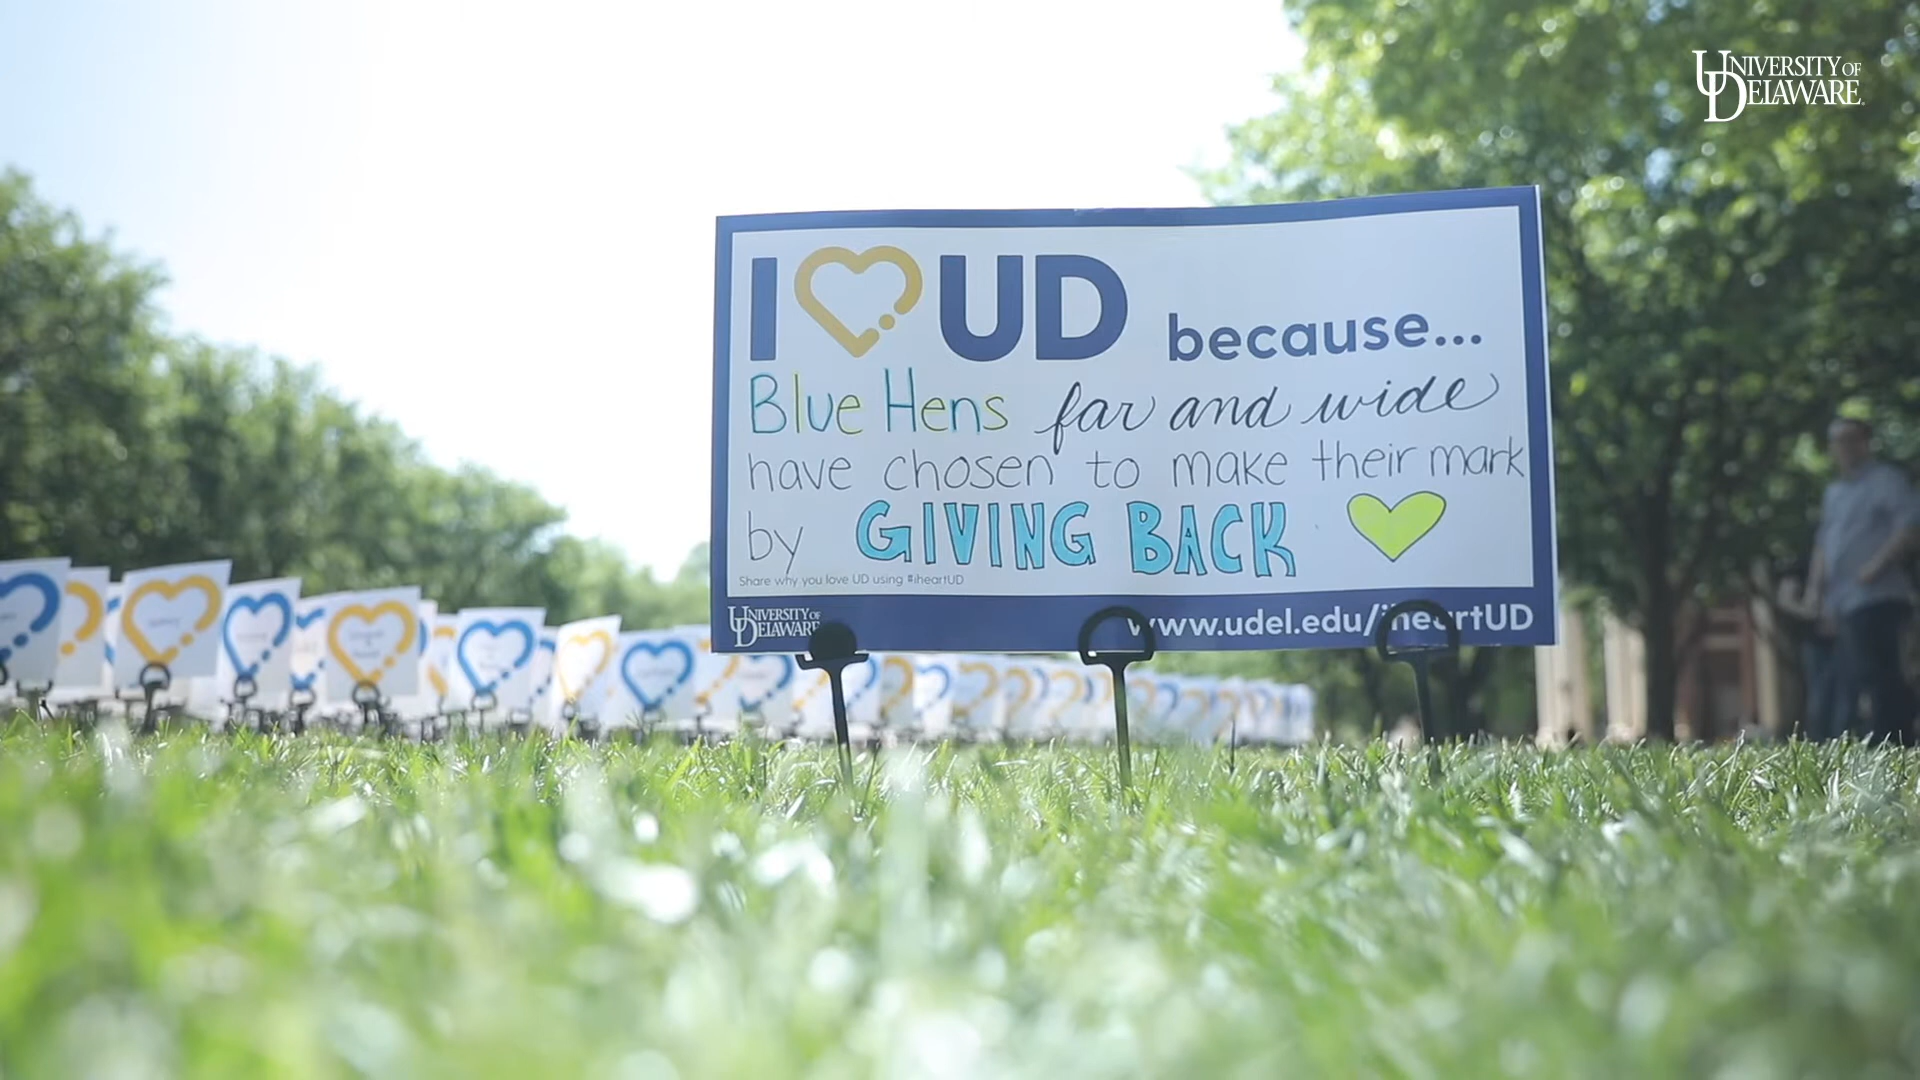 UNIVERSITY OF
DELAWARE
I UD because...
Blue Hens far and wide
have chosen to make their mark
by GIVING BACK
Share why you love UD using #iheartUD
UNIVERSITY OF
DELAWARE
www.udel.edu/iheartUD